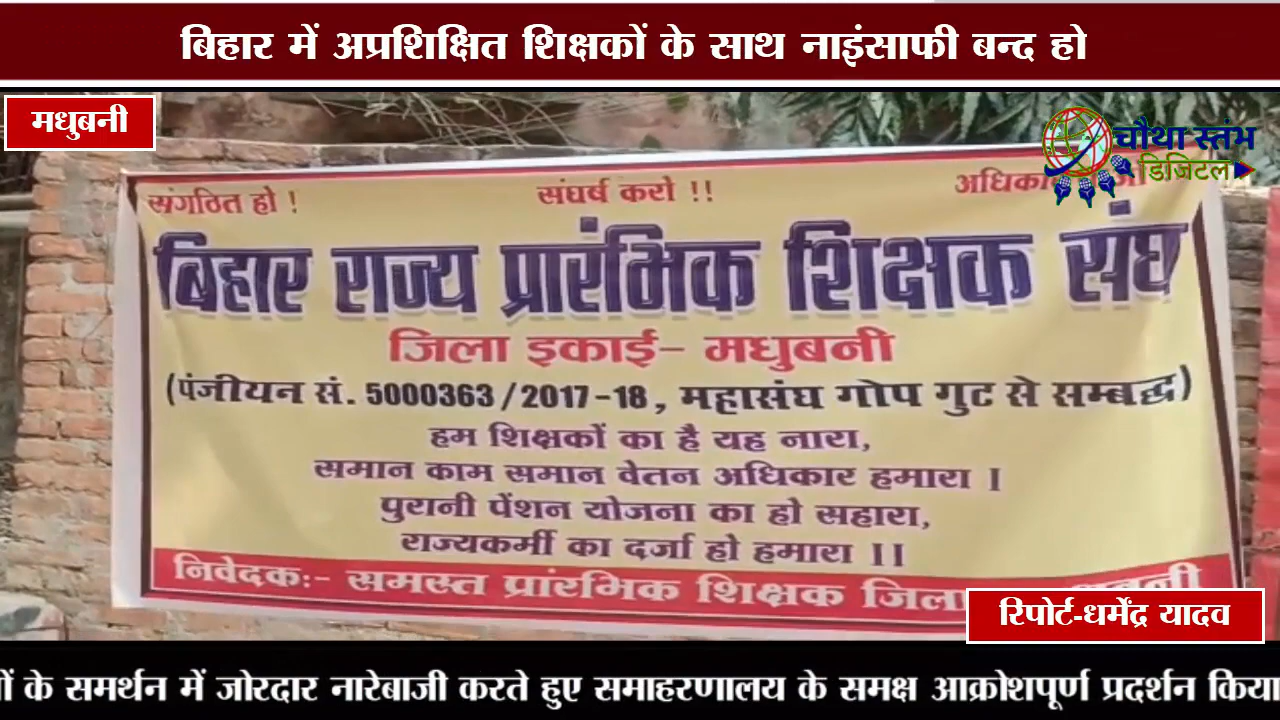 बिहार में अप्रशिक्षित शिक्षकों के साथ नाइंसाफी बन्द हो
मधुबनी
चौथा स्तंभ
डिजिटल
संगठित हो !
संघर्ष करो !!
बिहार राज्य प्रारंभिक शिक्षक संघ
जिला इकाई- मधुबनी
(पंजीयन सं. 5000363/2017-18, महासंघ गोप गुट से सम्बद्ध)
हम शिक्षकों का है यह नारा,
समान काम समान वेतन अधिकार हमारा ।
पुरानी पेंशन योजना का हो सहारा,
राज्यकर्मी का दर्जा हो हमारा ।।
निवेदकः- समस्त प्रांरभिक शिक्षक जिला
रिपोर्ट-धर्मेंद्र यादव
के समर्थन में जोरदार नारेबाजी करते हुए समाहरणालय के समक्ष आक्रोशपूर्ण प्रदर्शन किया